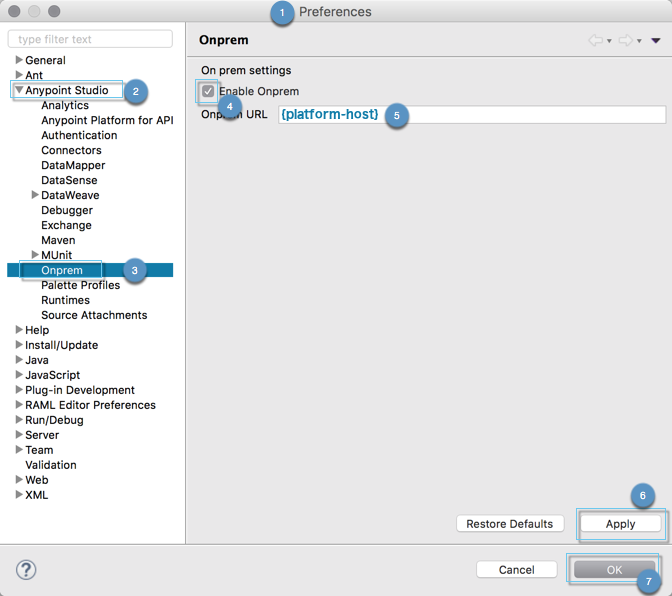 1 Preferences
type filter text
Onprem
General
Ant
Anypoint Studio 2
Analytics
Anypoint Platform for API
Authentication
Connectors
DataMapper
DataSense
DataWeave
Debugger
Exchange
Maven
MUnit
Onprem 3
Palette Profiles
Runtimes
Source Attachments
Help
Install/Update
Java
JavaScript
Plug-in Development
RAML Editor Preferences
Run/Debug
Server
Team
Validation
Web
XML
On prem settings
Enable Onprem
4
Onprem URL {platform-host} 5
6
Restore Defaults Apply
? Cancel OK
7